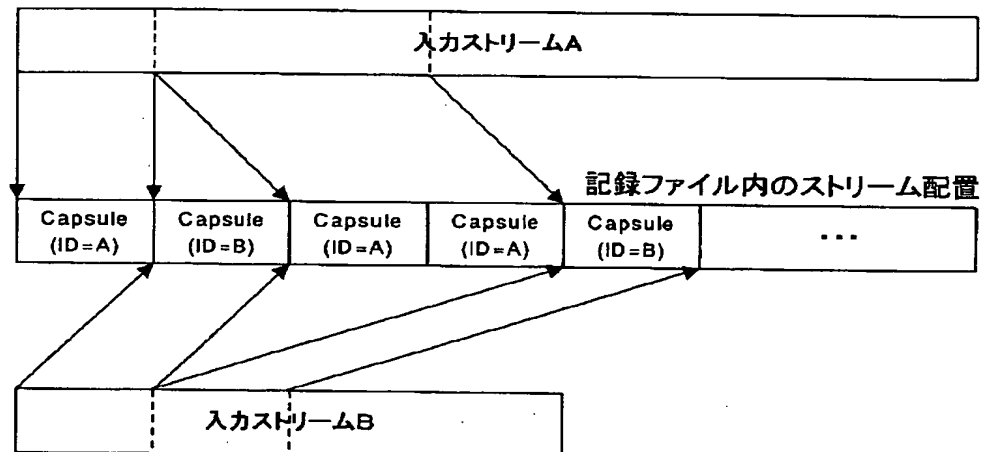 入力ストリームA
記録ファイル内のストリーム配置
Capsule
(ID=A)
Capsule
(ID=B)
Capsule
(ID=A)
Capsule
(ID=A)
Capsule
(ID=B)
・・・
入力ストリームB